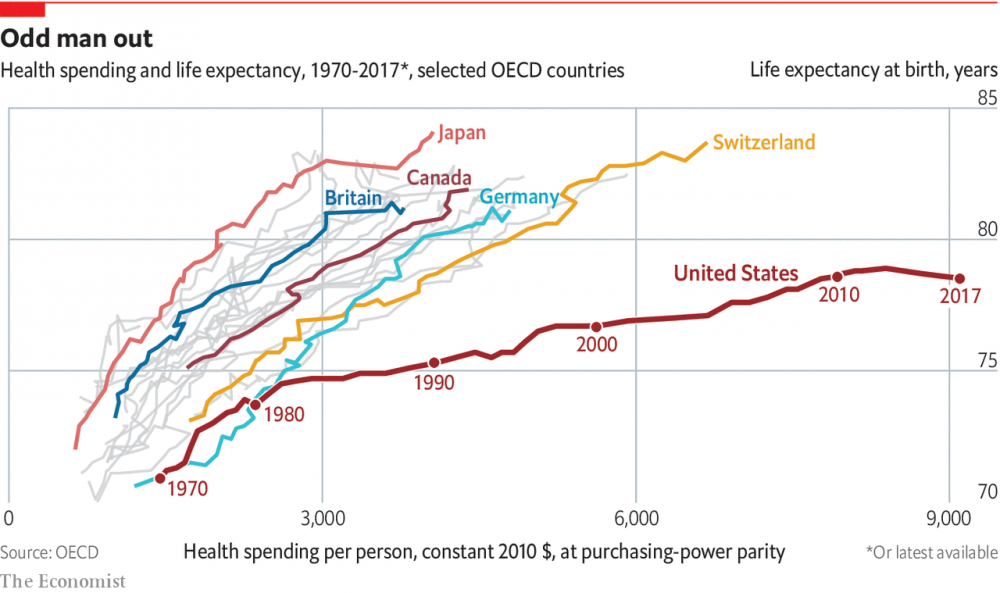 Odd man out
Health spending and life expectancy, 1970-2017*, selected OECD countries
Life expectancy at birth, years
85
Japan
Switzerland
Canada
Britain
Germany
80
United States
2010
2017
2000
75
1990
1980
1970
70
0
3,000
6,000
9,000
Source: OECD
Health spending per person, constant 2010 $, at purchasing-power parity
*Or latest available
The Economist